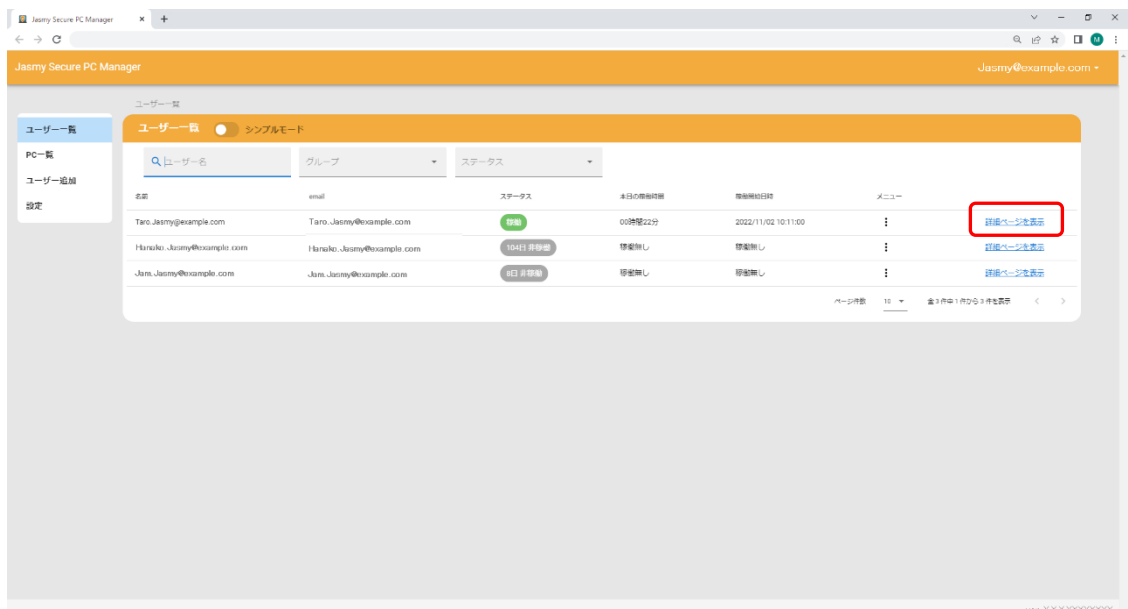 Jasmy Secure PC Manager
M
Jasmy Secure PC Manager
Jasmy@example.com
ユーザー一覧
ユーザー一覧
PC一覧
ユーザー追加
設定
ユーザー一覧 シンプルモード
ユーザー名 グループ ステータス
名前 email ステータス 本日の稼働時間 稼働開始日時 メニュー
Taro.Jasmy@example.com Taro.Jasmy@example.com 稼働 00時間22分 2022/11/02 10:11:00 詳細ページを表示
Hanako.Jasmy@example.com Hanako.Jasmy@example.com 104日 非稼働 稼働無し 稼働無し 詳細ページを表示
Jam.Jasmy@example.com Jam.Jasmy@example.com 8日 非稼働 稼働無し 稼働無し 詳細ページを表示
ページ件数 10 全3件中1件から3件を表示